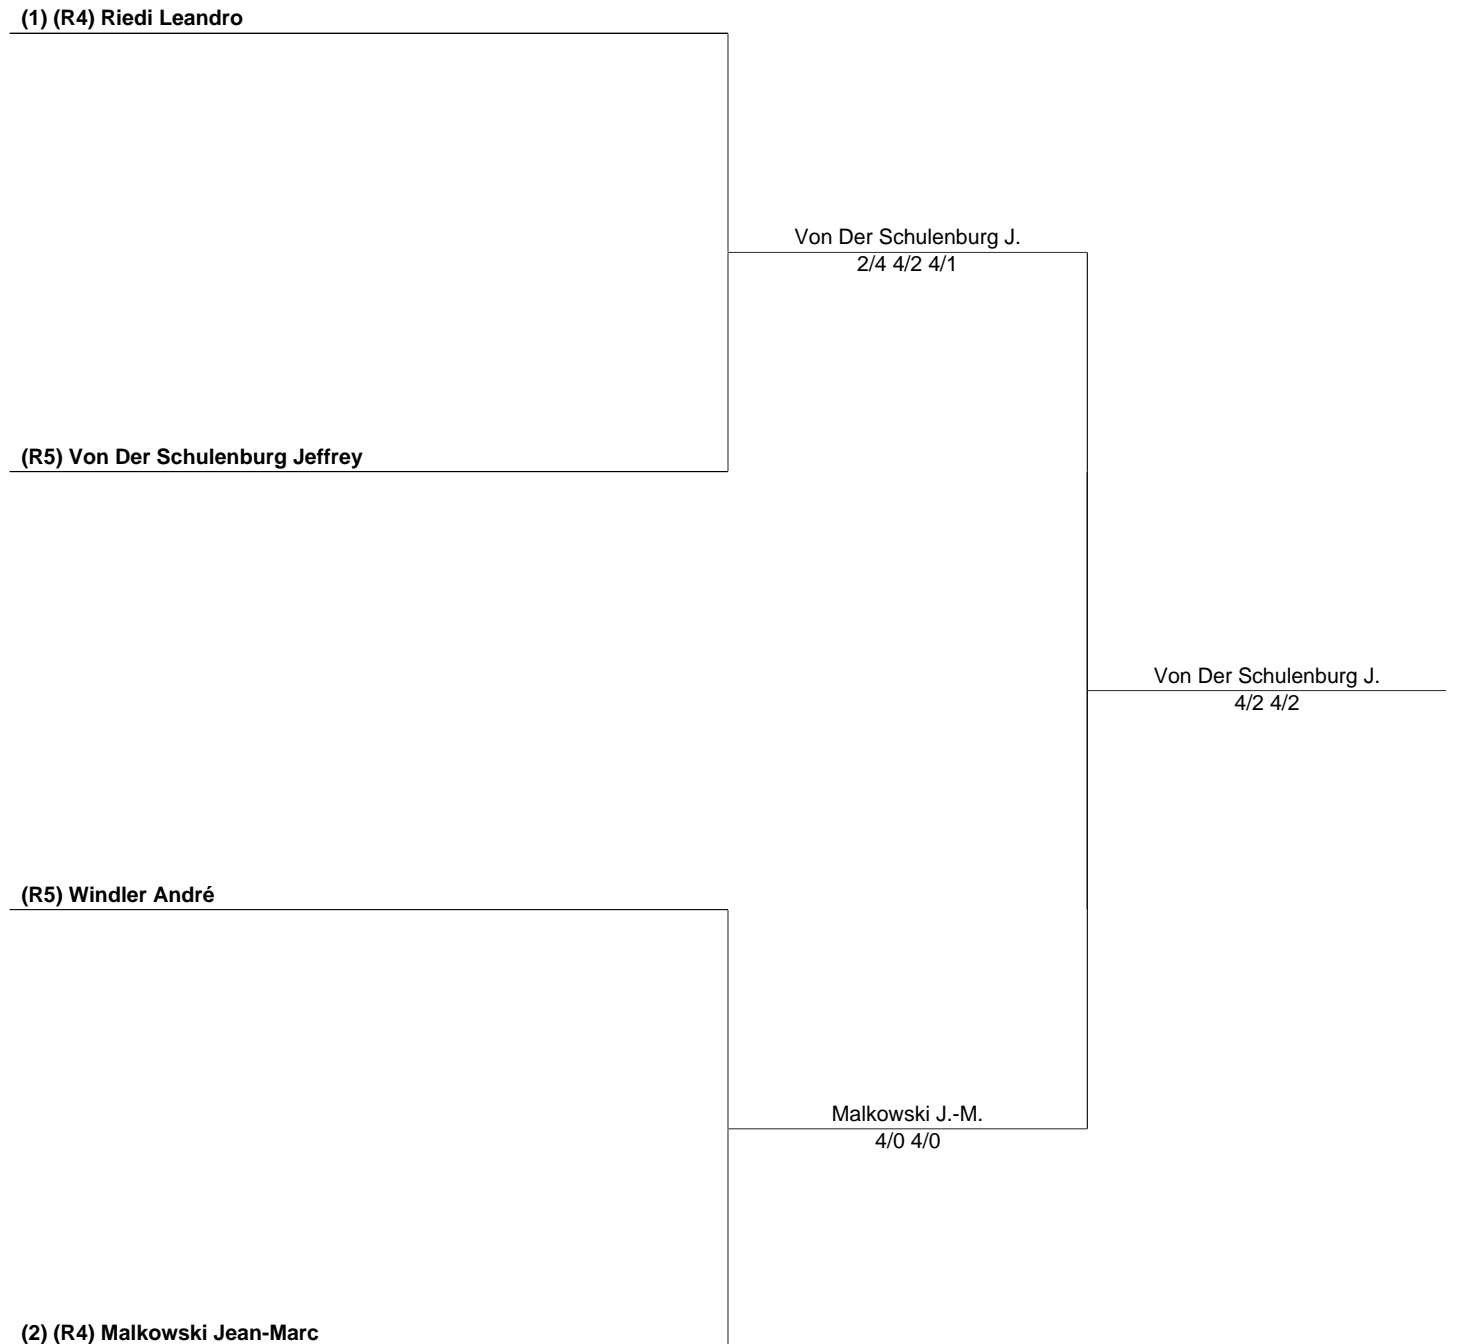 (1) (R4) Riedi Leandro
Von Der Schulenburg J.
2/4 4/2 4/1
(R5) Von Der Schulenburg Jeffrey
Von Der Schulenburg J.
4/2 4/2
(R5) Windler André
Malkowski J.-M.
4/0 4/0
(2) (R4) Malkowski Jean-Marc